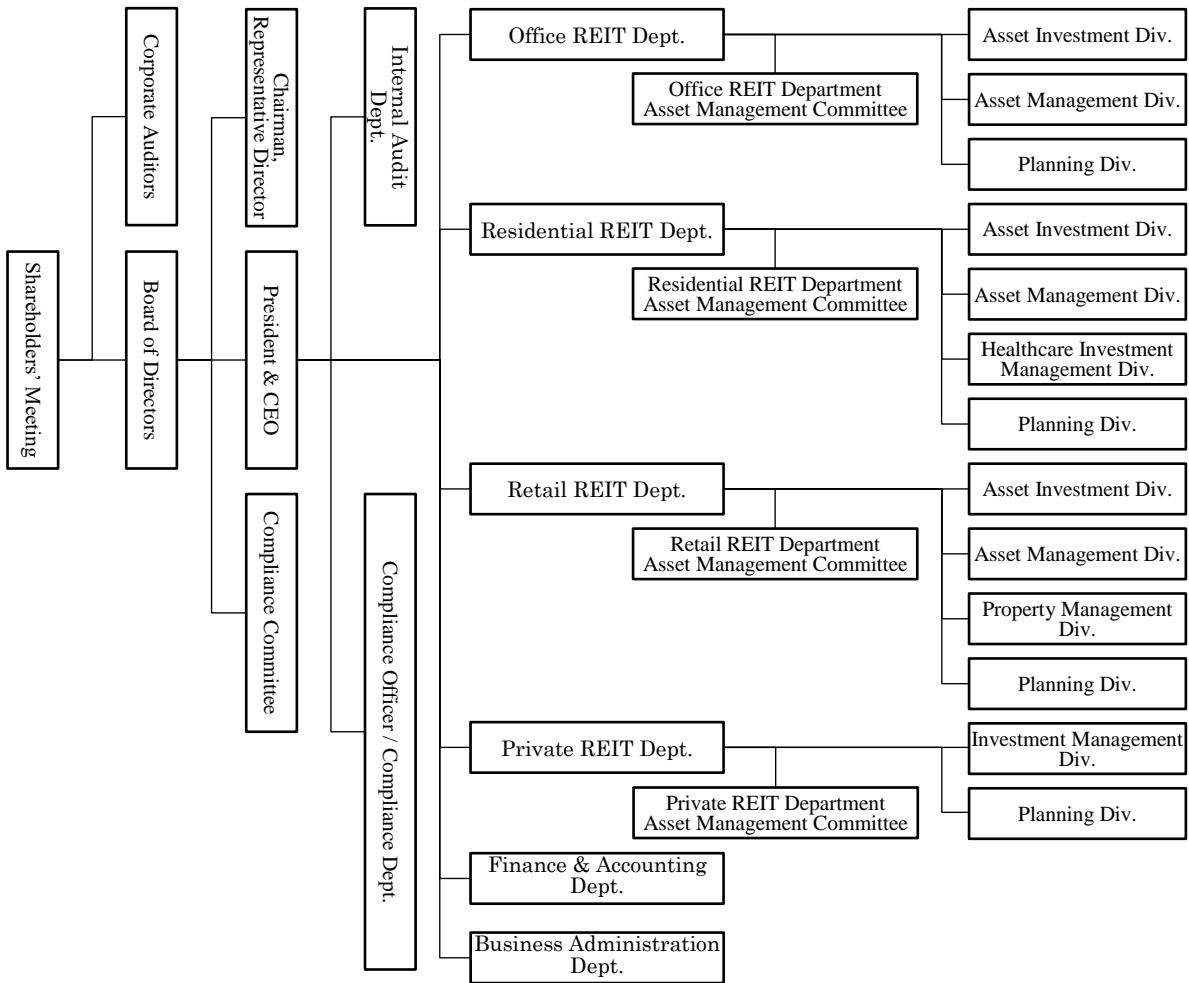 Shareholders' Meeting
Corporate Auditors
Board of Directors
Chairman,
Representative Director
President & CEO
Compliance Committee
Internal Audit
Dept.
Compliance Officer / Compliance Dept.
Office REIT Dept.
Office REIT Department
Asset Management Committee
Asset Investment Div.
Asset Management Div.
Planning Div.
Residential REIT Dept.
Residential REIT Department
Asset Management Committee
Asset Investment Div.
Asset Management Div.
Healthcare Investment
Management Div.
Planning Div.
Retail REIT Dept.
Retail REIT Department
Asset Management Committee
Asset Investment Div.
Asset Management Div.
Property Management
Div.
Planning Div.
Private REIT Dept.
Private REIT Department
Asset Management Committee
Investment Management
Div.
Planning Div.
Finance & Accounting
Dept.
Business Administration
Dept.